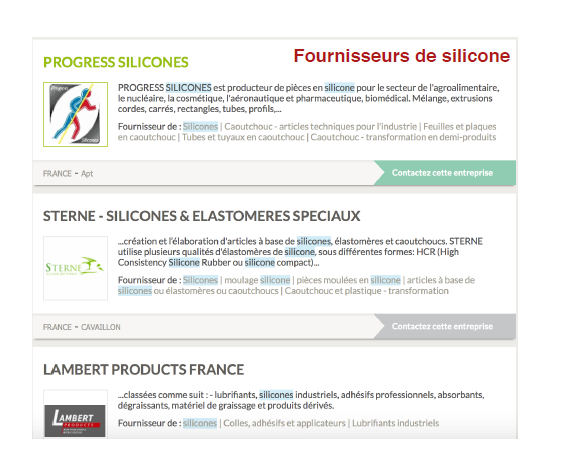 Fournisseurs de silicone
PROGRESS SILICONES
Progress
Silicones
PROGRESS SILICONES est producteur de pièces en silicone pour le secteur de l'agroalimentaire,
le nucléaire, la cosmétique, l'aéronautique et pharmaceutique, biomédical. Mélange, extrusions
cordes, carrés, rectangles, tubes, profils,...
Fournisseur de : Silicones | Caoutchouc - articles techniques pour l'industrie | Feuilles et plaques
en caoutchouc | Tubes et tuyaux en caoutchouc | Caoutchouc - transformation en demi-produits
FRANCE - Apt
Contactez cette entreprise
STERNE - SILICONES & ELASTOMERES SPECIAUX
STERNE
...création et l'élaboration d'articles à base de silicones, élastomères et caoutchoucs. STERNE
utilise plusieurs qualités d'élastomères de silicone, sous différentes formes: HCR (High
Consistency Silicone Rubber ou silicone compact)...
Fournisseur de : Silicones | moulage silicone | pièces moulées en silicone | articles à base de
silicones ou élastomères ou caoutchoucs | Caoutchouc et plastique - transformation
FRANCE - CAVAILLON
Contactez cette entreprise
LAMBERT PRODUCTS FRANCE
LAMBERT
PRODUCTS
...classées comme suit : - lubrifiants, silicones industriels, adhésifs professionnels, absorbants,
dégraissants, matériel de graissage et produits dérivés.
Fournisseur de : silicones | Colles, adhésifs et applicateurs | Lubrifiants industriels